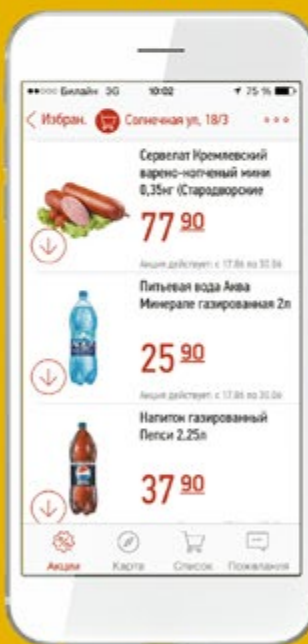 Билайн 3G 10:02 75 %
Избран. Солнечная ул, 18/3
Сервелат Кремлевский
варено-копченый мини
0,35кг (Стародворские
77 90
Акция действует: с 17.06 по 30.06
Питьевая вода Аква
Минерале газированная 2л
25 90
Акция действует: с 17.06 по 30.06
Напиток газированный
Пепси 2,25л
37 90
Акции Карта Список Пожелания